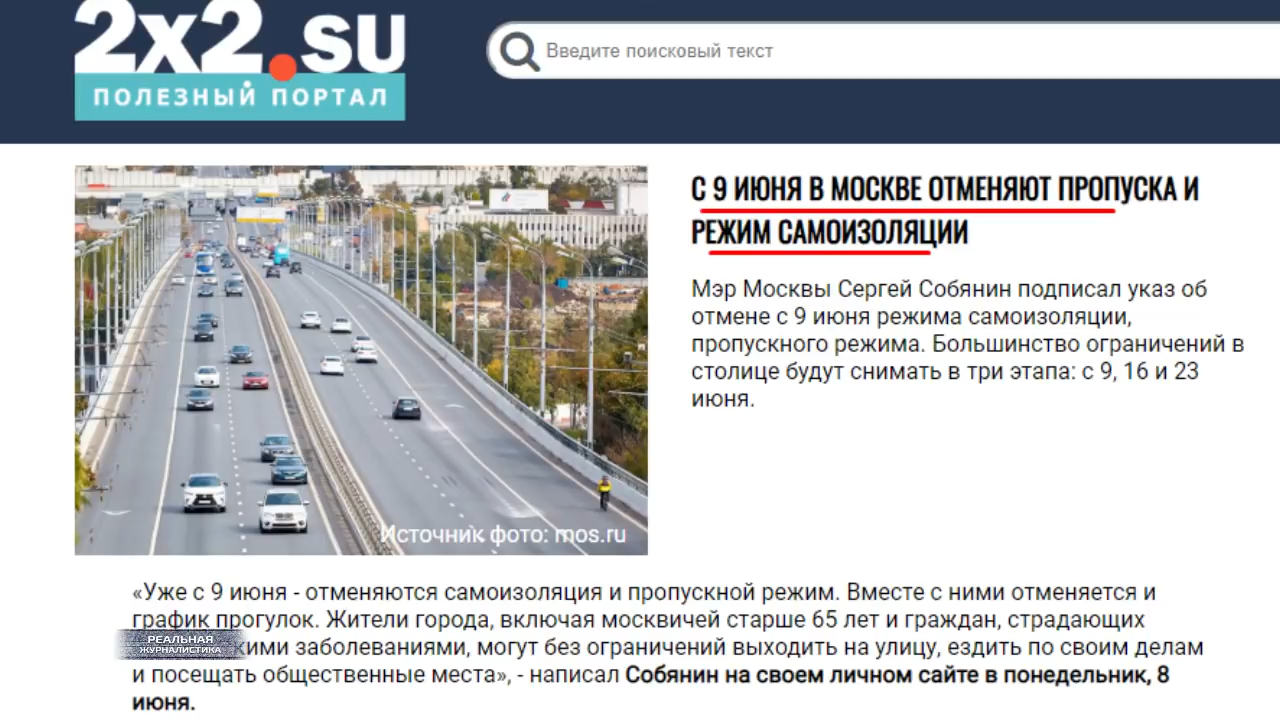 2x2.su
ПОЛЕЗНЫЙ ПОРТАЛ
Введите поисковый текст
С 9 ИЮНЯ В МОСКВЕ ОТМЕНЯЮТ ПРОПУСКА И
РЕЖИМ САМОИЗОЛЯЦИИ
Мэр Москвы Сергей Собянин подписал указ об
отмене с 9 июня режима самоизоляции,
пропускного режима. Большинство ограничений в
столице будут снимать в три этапа: с 9, 16 и 23
июня.
Источник фото: mos.ru
«Уже с 9 июня - отменяются самоизоляция и пропускной режим. Вместе с ними отменяется и
график прогулок. Жители города, включая москвичей старше 65 лет и граждан, страдающих
кими заболеваниями, могут без ограничений выходить на улицу, ездить по своим делам
и посещать общественные места», - написал Собянин на своем личном сайте в понедельник, 8
июня.
РЕАЛЬНАЯ
ЖУРНАЛИСТИКА